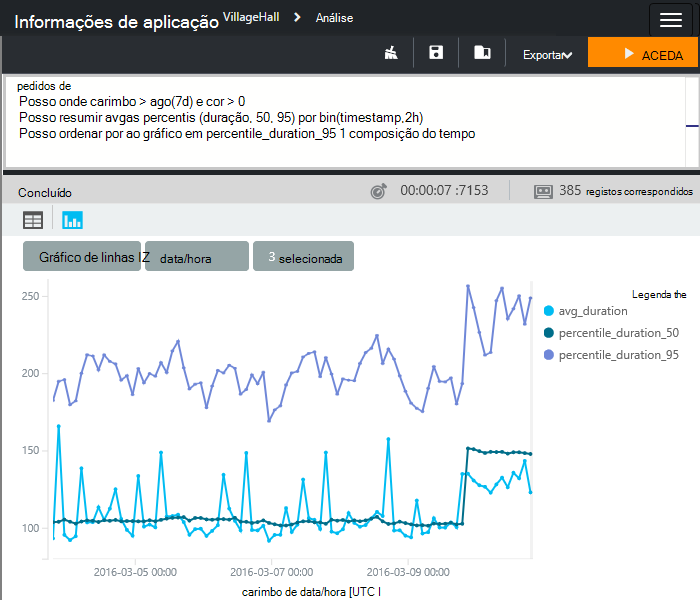 Informações de aplicação VillageHall > Análise
Exportar ACEDA
pedidos de
Posso onde carimbo > ago(7d) e cor > 0
Posso resumir avgas percentis (duração, 50, 95) por bin(timestamp,2h)
Posso ordenar por ao gráfico em percentile_duration_95 1 composição do tempo
Concluído 00:00:07 :7153 385 registos correspondidos
Gráfico de linhas IZ data/hora 3 selecionada
Legenda the
avg_duration
percentile_duration_50
percentile_duration_95
250
200
150
100
2016-03-05 00:00 2016-03-07 00:00 2016-03-09 00:00
carimbo de data/hora [UTC I